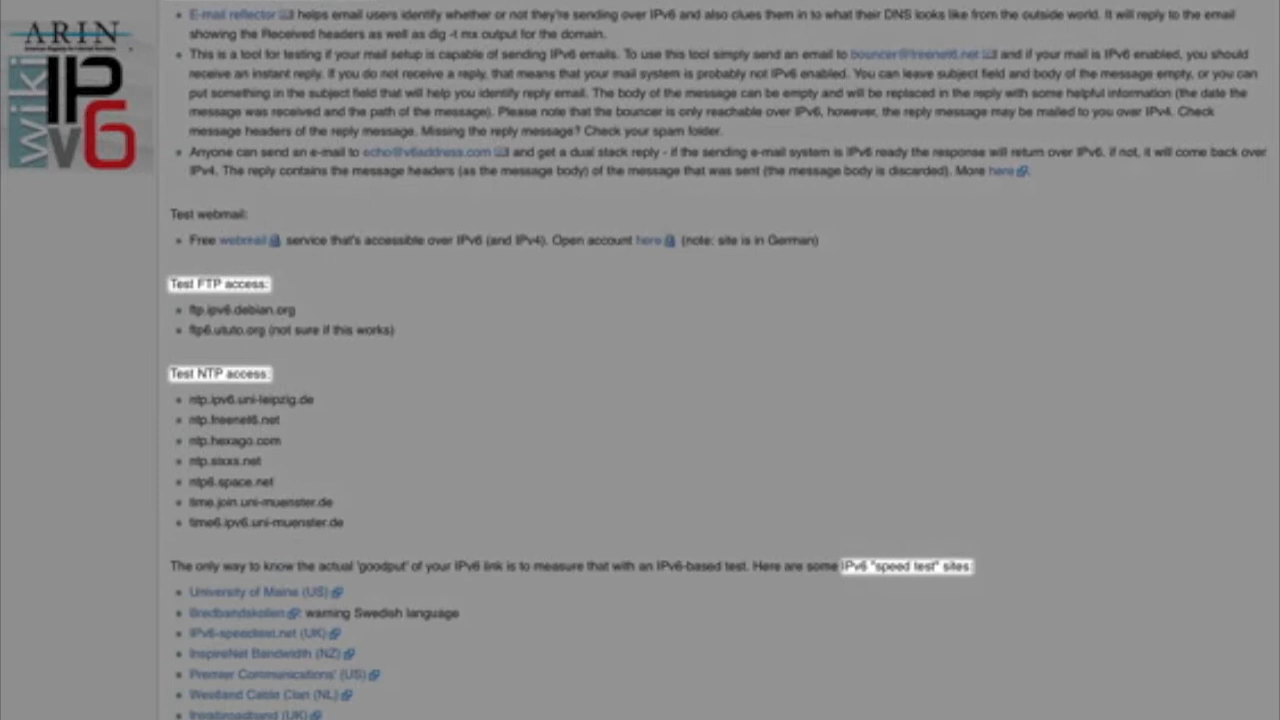 ARIN
wiki
IPv6
E-mail reflector helps email users identify whether or not they're sending over IPv6 and also clues them in to what their DNS looks like from the outside world. It will reply to the email
showing the Received headers as well as dig -t mx output for the domain.
This is a tool for testing if your mail setup is capable of sending IPv6 emails. To use this tool simply send an email to bouncer@freenet6.net and if your mail is IPv6 enabled, you should
receive an instant reply. If you do not receive a reply, that means that your mail system is probably not IPv6 enabled. You can leave subject field and body of the message empty, or you can
put something in the subject field that will help you identify reply email. The body of the message can be empty and will be replaced in the reply with some helpful information (the date the
message was received and the path of the message). Please note that the bouncer is only reachable over IPv6, however, the reply message may be mailed to you over IPv4. Check
message headers of the reply message. Missing the reply message? Check your spam folder.
Anyone can send an e-mail to echo@v6address.com and get a dual stack reply - if the sending e-mail system is IPv6 ready the response will return over IPv6. if not, it will come back over
IPv4. The reply contains the message headers (as the message body) of the message that was sent (the message body is discarded). More here.
Test webmail:
Free webmail service that's accessible over IPv6 (and IPv4). Open account here (note: site is in German)
Test FTP access:
ftp.ipv6.debian.org
ftp6.ututo.org (not sure if this works)
Test NTP access:
ntp.ipv6.uni-leipzig.de
ntp.freenet6.net
ntp.hexago.com
ntp.sixxs.net
ntp6.space.net
time.join.uni-muenster.de
time6.ipv6.uni-muenster.de
The only way to know the actual 'goodput' of your IPv6 link is to measure that with an IPv6-based test. Here are some IPv6 "speed test" sites:
University of Maine (US)
Bredbandskollen: warning Swedish language
IPv6-speedtest.net (UK)
InspireNet Bandwidth (NZ)
Premier Communications' (US)
Westland Cable Clan (NL)
(UK)